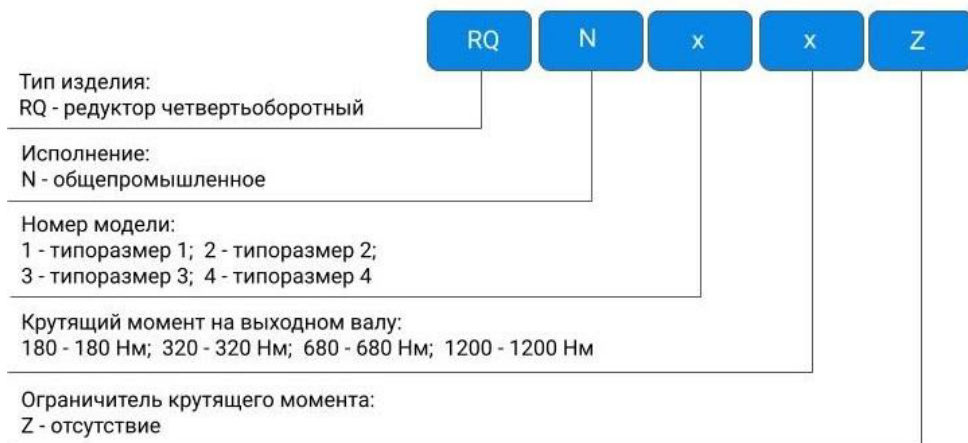 RQ N x x Z
Тип изделия:
RQ - редуктор четвертьоборотный
Исполнение:
N - общепромышленное
Номер модели:
1 - типоразмер 1; 2 - типоразмер 2;
3 - типоразмер 3; 4 - типоразмер 4
Крутящий момент на выходном валу:
180 - 180 Нм; 320 - 320 Нм; 680 - 680 Нм; 1200 - 1200 Нм
Ограничитель крутящего момента:
Z - отсутствие